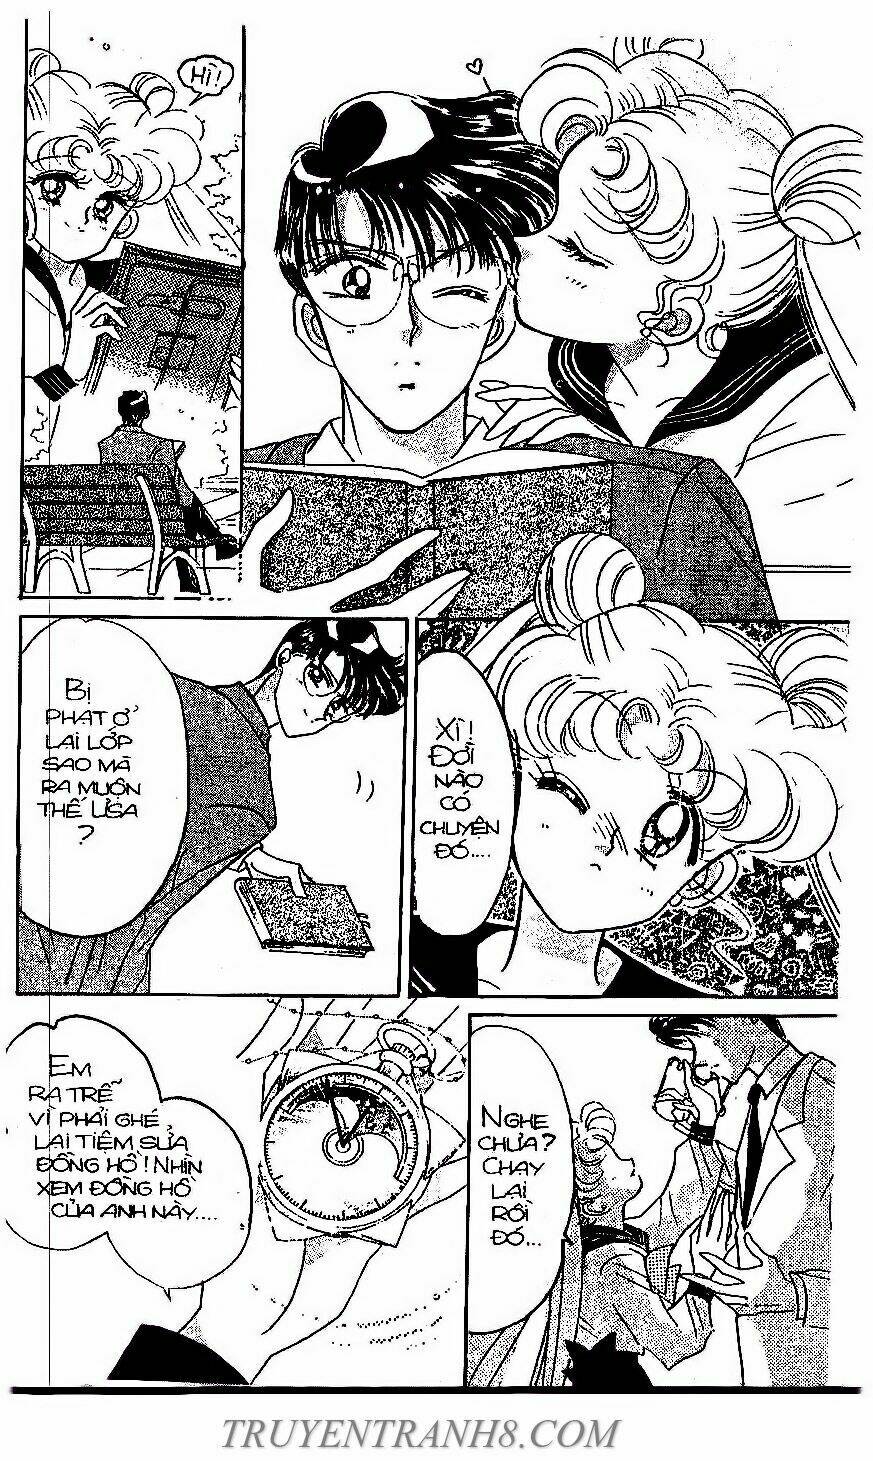 HÌ!
BỊ
PHẠT Ở
LẠI LỚP
SAO MÀ
RA MUỘN
THẾ USA
?
XÌ!
ĐỜI
NÀO
CÓ
CHUYỆN
ĐÓ....
EM
RA TRỄ
VÌ PHẢI GHÉ
LẠI TIỆM SỬA
ĐỒNG HỒ! NHÌN
XEM ĐỒNG HỒ
CỦA ANH NÀY....
NGHE
CHƯA?
CHẠY
LẠI
RỒI
ĐÓ...
TRUYENTRANH8.COM